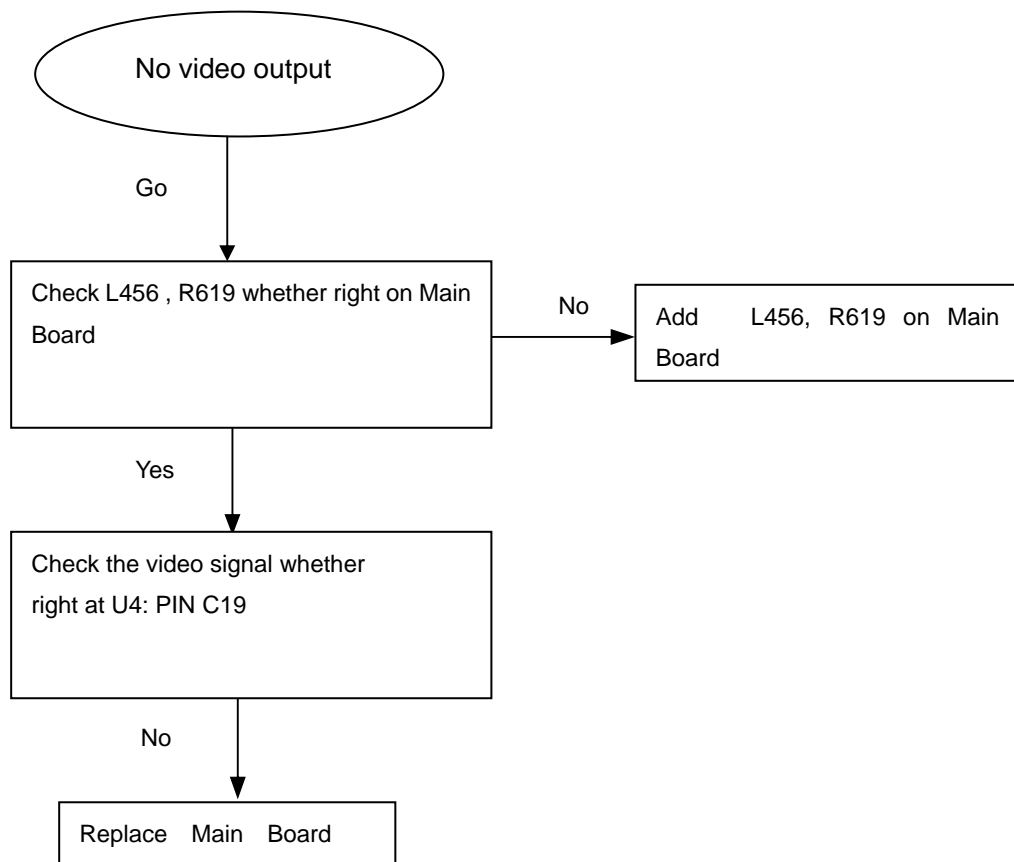 No video output
Go
Check L456 , R619 whether right on Main
Board
No
Add L456, R619 on Main
Board
Yes
Check the video signal whether
right at U4: PIN C19
No
Replace Main Board